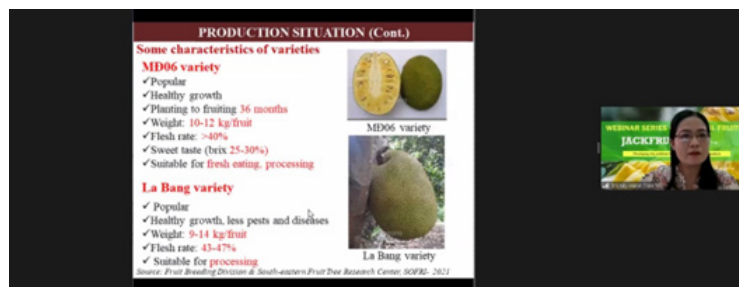 PRODUCTION SITUATION (Cont.)
Some characteristics of varieties
MĐ06 variety
✓Popular
✓Healthy growth
✓Planting to fruiting 36 months
✓Weight: 10-12 kg/fruit
✓Flesh rate: >40%
✓Sweet taste (brix 25-30%)
✓Suitable for fresh eating, processing
MĐ06 variety
La Bang variety
✓ Popular
✓Healthy growth, less pests and diseases
✓Weight: 9-14 kg/fruit
✓Flesh rate: 43-47%
✓ Suitable for processing
La Bang variety
Source: Fruit Breeding Division & South-eastern Fruit Tree Research Center, SOFRI- 2021
WEBINAR SERIES
FRUIT
JACKFRU